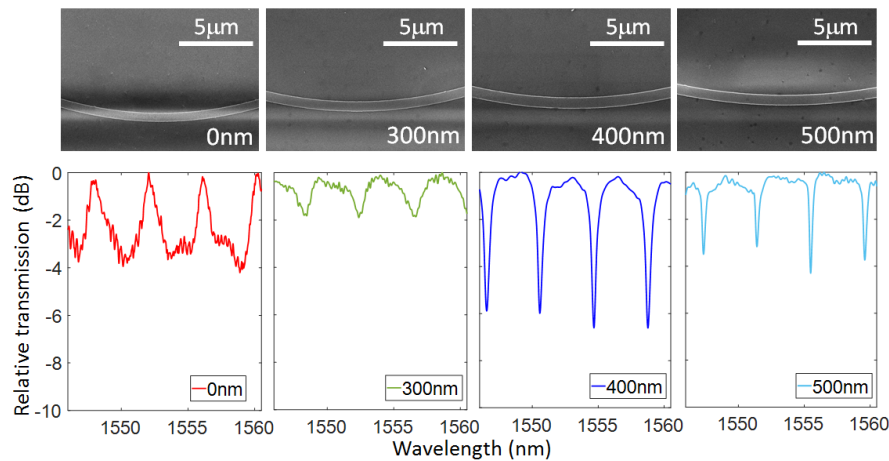 5μm 5μm 5μm 5μm
0nm 300nm 400nm 500nm
Relative transmission (dB)
0
-2
-4
-6
-8
-10
0nm 300nm 400nm 500nm
1550 1555 1560 1550 1555 1560 1550 1555 1560 1550 1555 1560
Wavelength (nm)